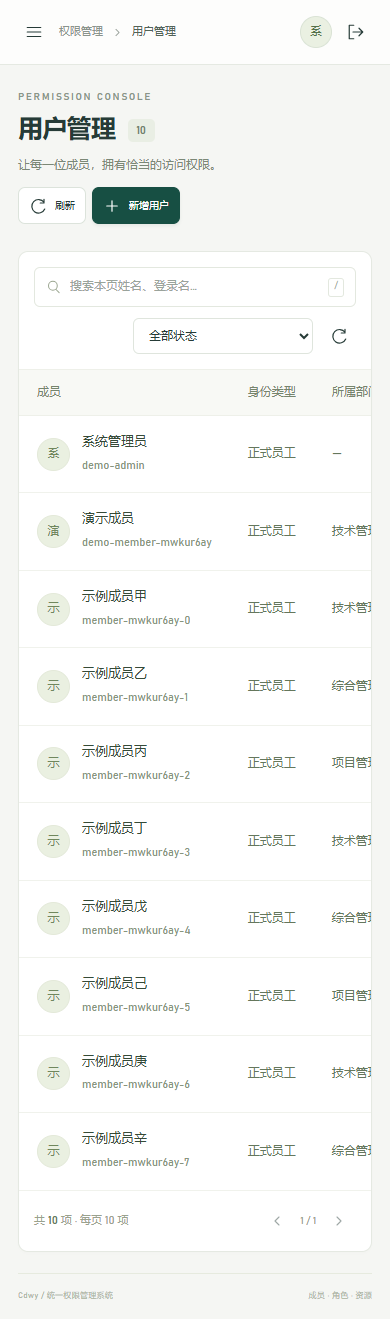 权限管理 > 用户管理 系
PERMISSION CONSOLE
用户管理 10
让每一位成员，拥有恰当的访问权限。
刷新 新增用户
搜索本页姓名、登录名... /
全部状态
成员 身份类型 所属部门
系 系统管理员 正式员工 —
demo-admin
演 演示成员 正式员工 技术管
demo-member-mwkur6ay
示 示例成员甲 正式员工 技术管
member-mwkur6ay-0
示 示例成员乙 正式员工 综合管
member-mwkur6ay-1
示 示例成员丙 正式员工 项目管
member-mwkur6ay-2
示 示例成员丁 正式员工 技术管
member-mwkur6ay-3
示 示例成员戊 正式员工 综合管
member-mwkur6ay-4
示 示例成员己 正式员工 项目管
member-mwkur6ay-5
示 示例成员庚 正式员工 技术管
member-mwkur6ay-6
示 示例成员辛 正式员工 综合管
member-mwkur6ay-7
共 10 项 · 每页 10 项 1 / 1
Cdwy / 统一权限管理系统 成员 · 角色 · 资源